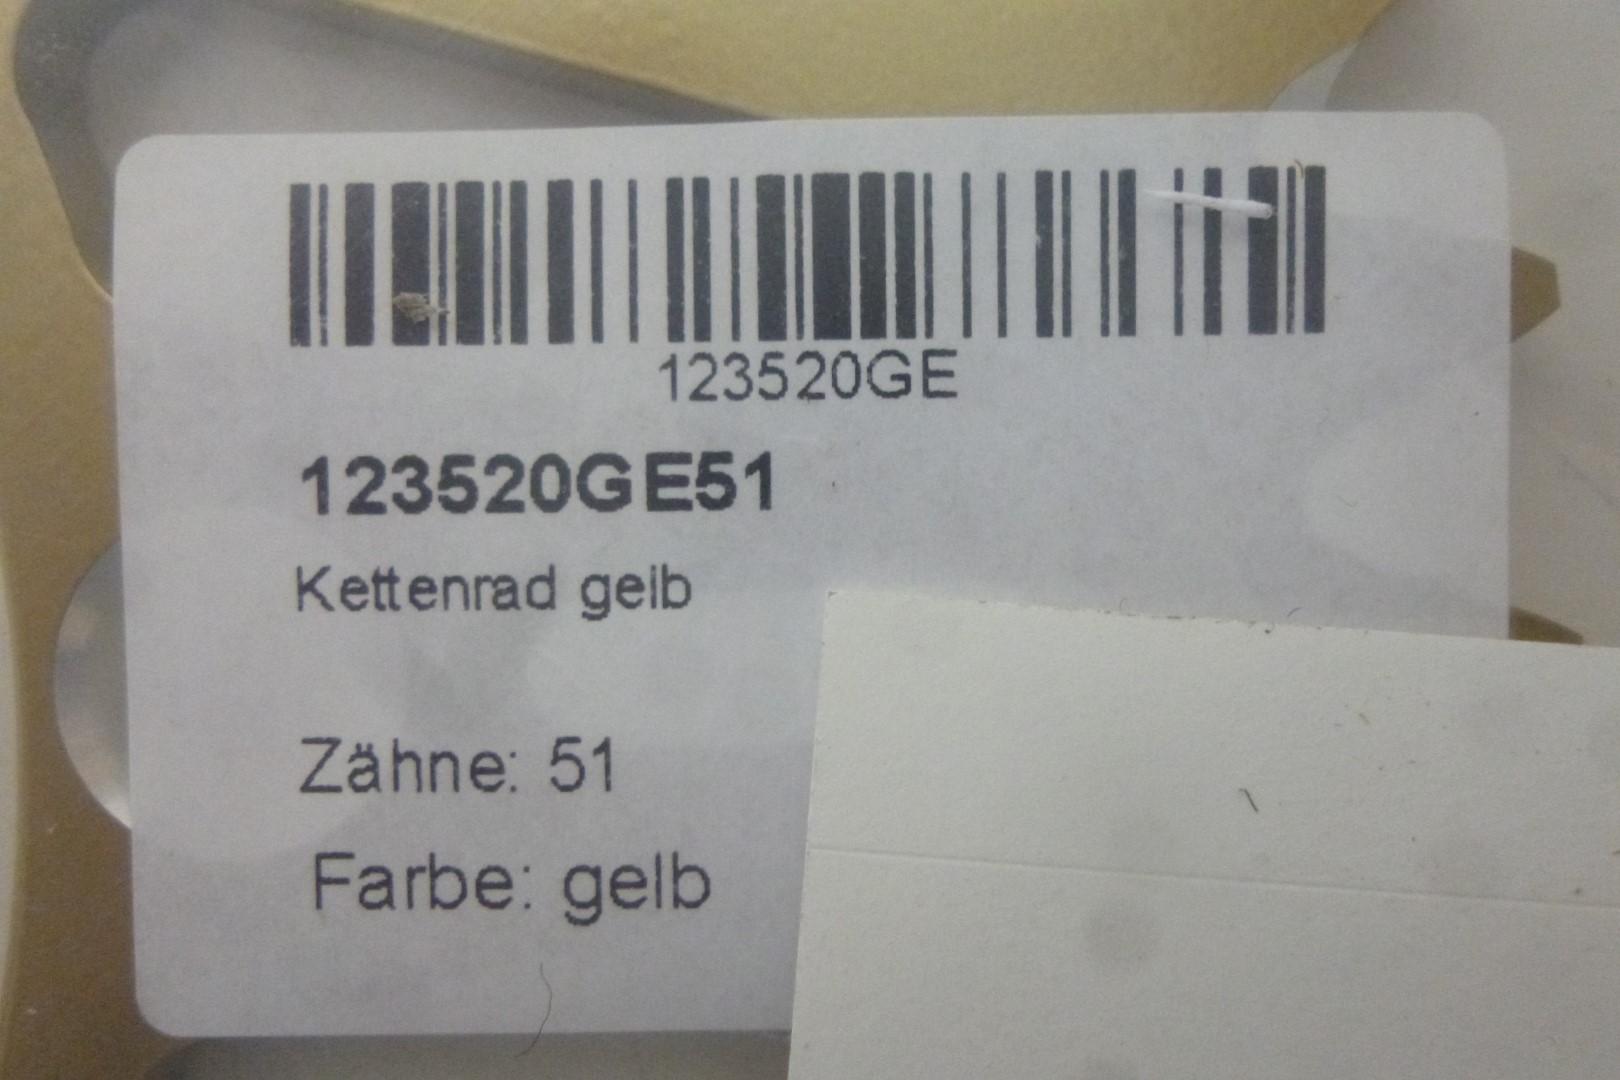 123520GE
123520GE51
Kettenrad gelb
Zähne: 51
Farbe: gelb